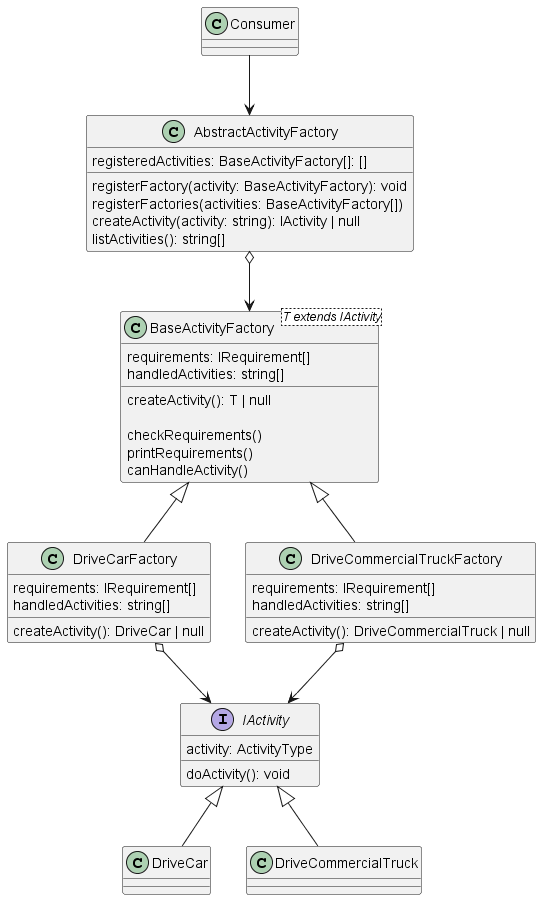 C Consumer
C AbstractActivityFactory
registeredActivities: BaseActivityFactory[]: []
registerFactory(activity: BaseActivityFactory): void
registerFactories(activities: BaseActivityFactory[])
createActivity(activity: string): IActivity | null
listActivities(): string[]
T extends IActivity
C BaseActivityFactory
requirements: IRequirement[]
handledActivities: string[]
createActivity(): T | null
checkRequirements()
printRequirements()
canHandleActivity()
C DriveCarFactory
requirements: IRequirement[]
handledActivities: string[]
createActivity(): DriveCar | null
C DriveCommercialTruckFactory
requirements: IRequirement[]
handledActivities: string[]
createActivity(): DriveCommercialTruck | null
I IActivity
activity: ActivityType
doActivity(): void
C DriveCar
C DriveCommercialTruck